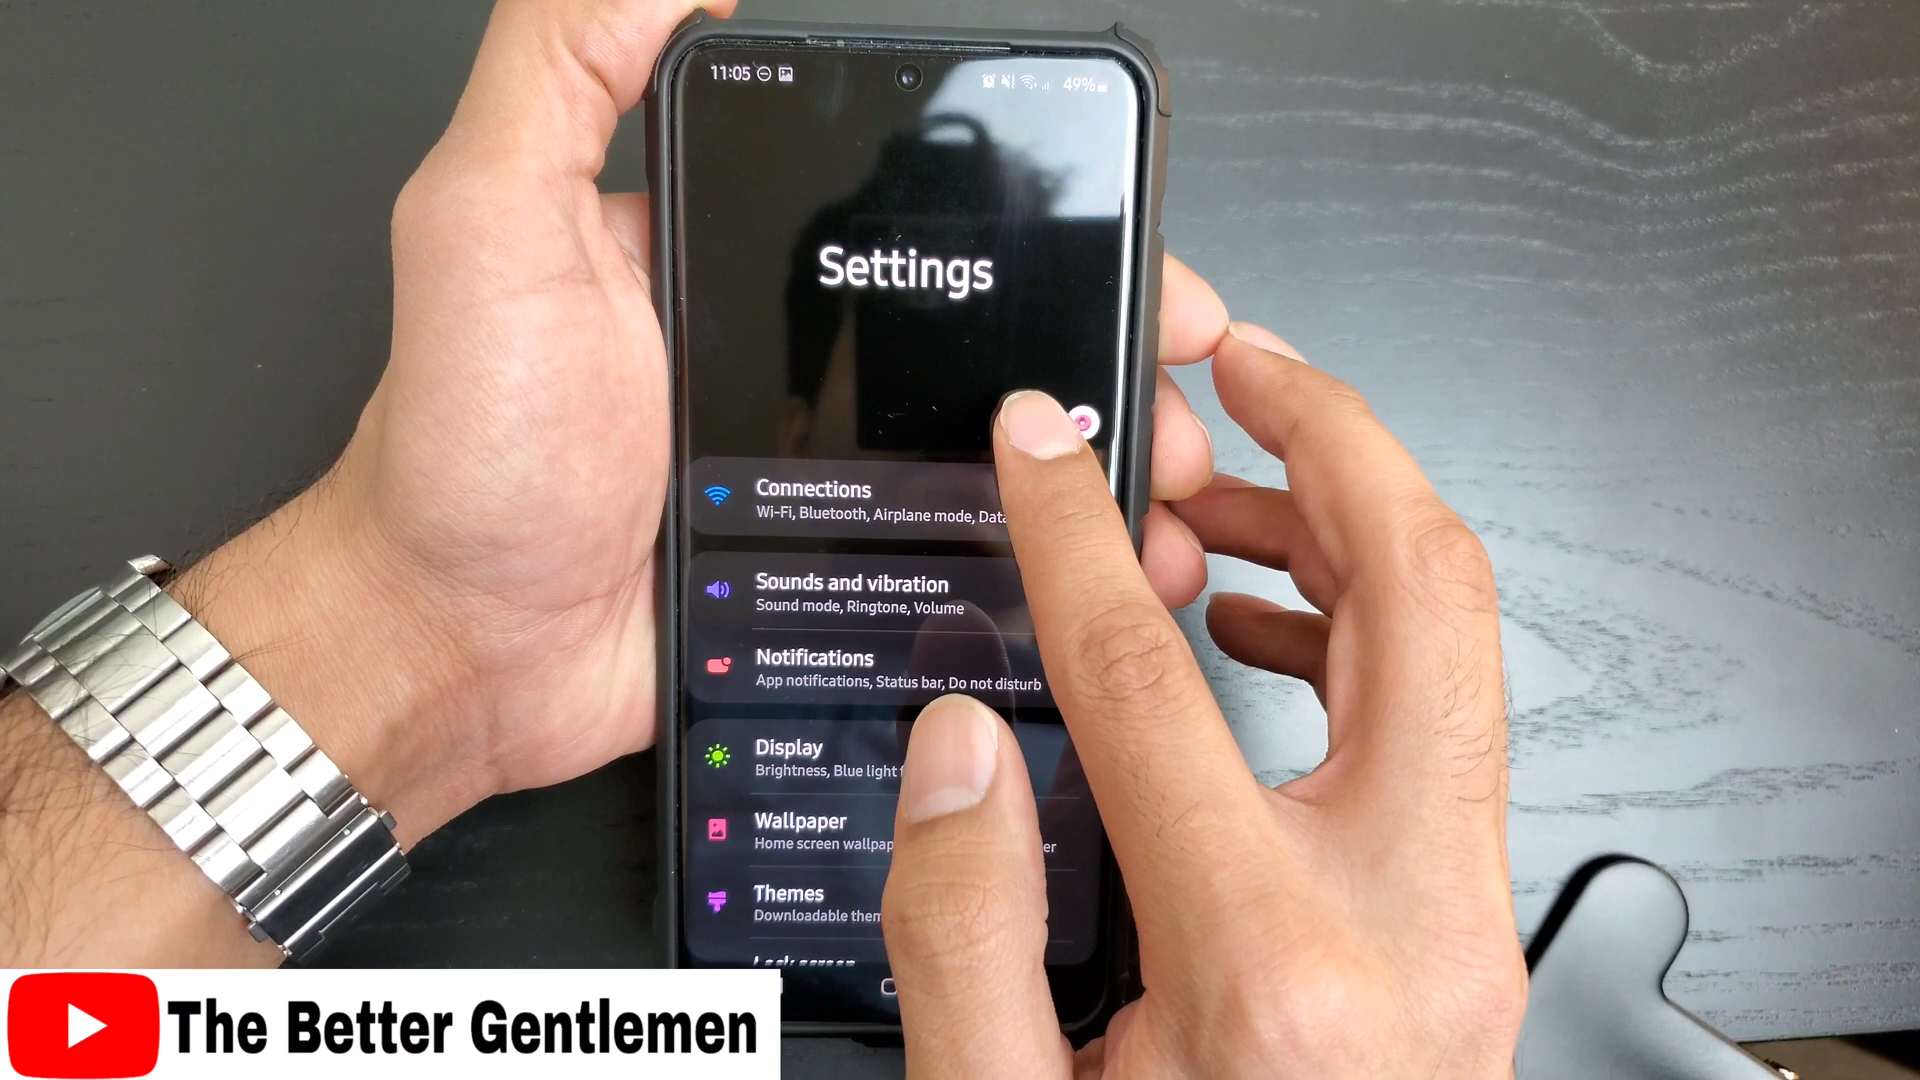 11:05
49%
Settings
Connections
Wi-Fi, Bluetooth, Airplane mode, Data
Sounds and vibration
Sound mode, Ringtone, Volume
Notifications
App notifications, Status bar, Do not disturb
Display
Brightness, Blue light
Wallpaper
Home screen wallpap er
Themes
Downloadable them
Lock screen
The Better Gentlemen